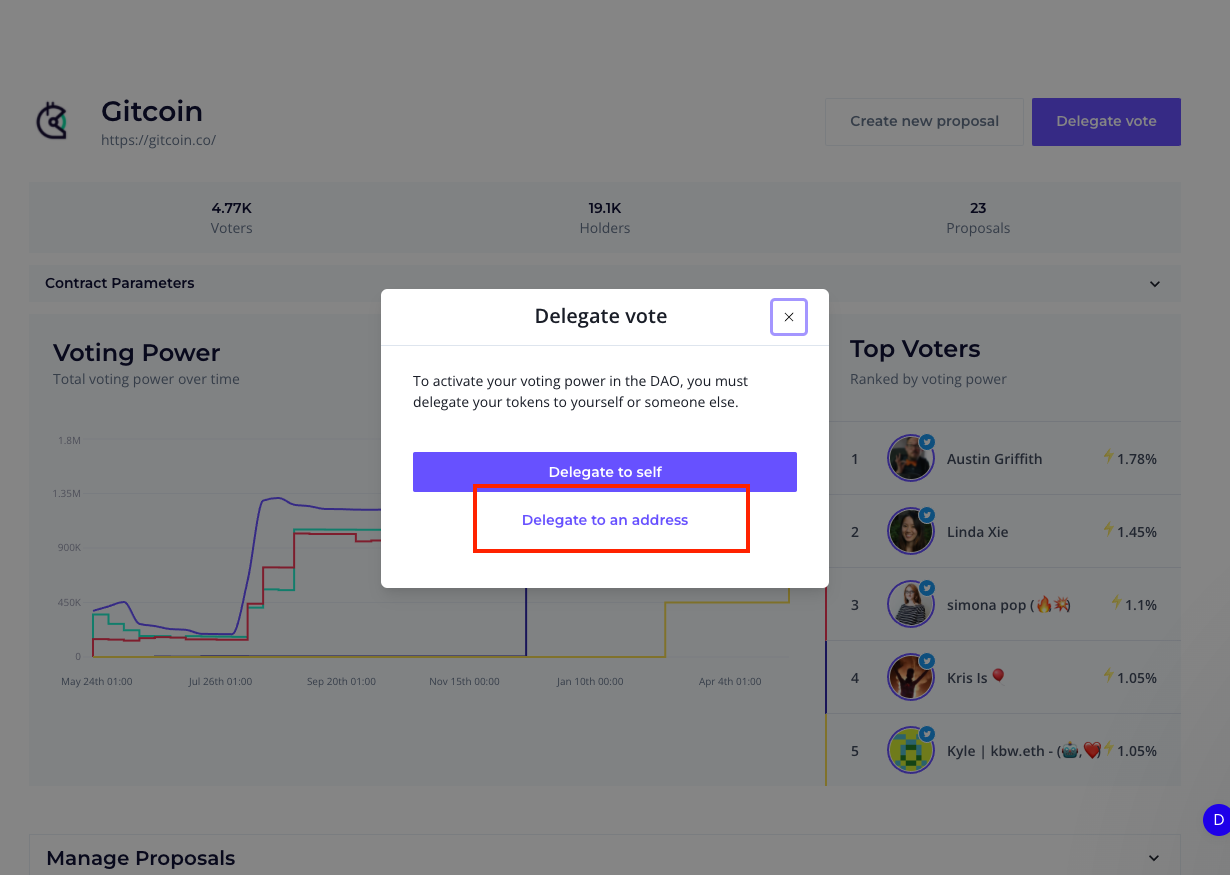 Gitcoin
https://gitcoin.co/
Create new proposal
Delegate vote
4.77K
Voters
19.1K
Holders
23
Proposals
Contract Parameters
Voting Power
Total voting power over time
1.8M
1.35M
900K
450K
0
May 24th 01:00
Jul 26th 01:00
Sep 20th 01:00
Nov 15th 00:00
Jan 10th 00:00
Apr 4th 01:00
Delegate vote
To activate your voting power in the DAO, you must
delegate your tokens to yourself or someone else.
Delegate to self
Delegate to an address
Top Voters
Ranked by voting power
1 Austin Griffith ⚡1.78%
2 Linda Xie ⚡1.45%
3 simona pop (🔥💥) ⚡1.1%
4 Kris Is 🎈 ⚡1.05%
5 Kyle | kbw.eth - (🤖,❤️) ⚡1.05%
D
Manage Proposals